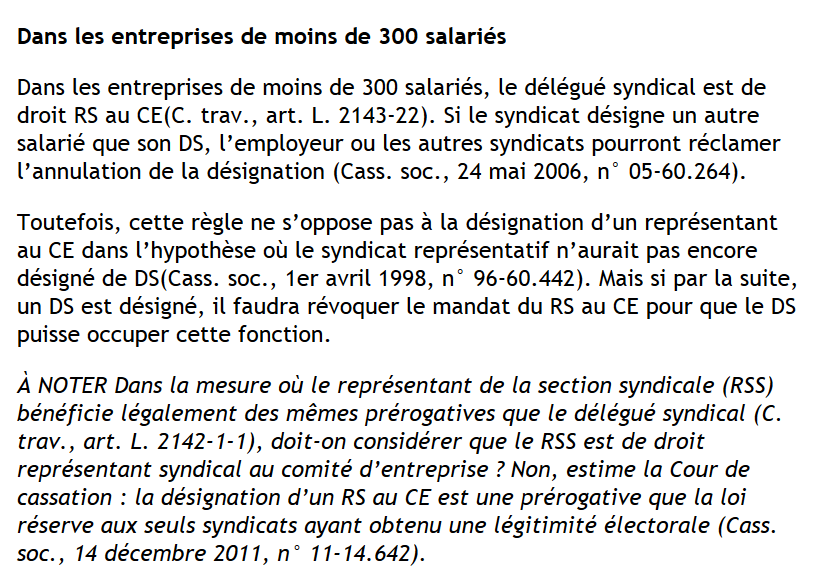 Dans les entreprises de moins de 300 salariés
Dans les entreprises de moins de 300 salariés, le délégué syndical est de
droit RS au CE(C. trav., art. L. 2143-22). Si le syndicat désigne un autre
salarié que son DS, l’employeur ou les autres syndicats pourront réclamer
l’annulation de la désignation (Cass. soc., 24 mai 2006, n° 05-60.264).
Toutefois, cette règle ne s’oppose pas à la désignation d’un représentant
au CE dans l’hypothèse où le syndicat représentatif n’aurait pas encore
désigné de DS(Cass. soc., 1er avril 1998, n° 96-60.442). Mais si par la suite,
un DS est désigné, il faudra révoquer le mandat du RS au CE pour que le DS
puisse occuper cette fonction.
À NOTER Dans la mesure où le représentant de la section syndicale (RSS)
bénéficie légalement des mêmes prérogatives que le délégué syndical (C.
trav., art. L. 2142-1-1), doit-on considérer que le RSS est de droit
représentant syndical au comité d’entreprise ? Non, estime la Cour de
cassation : la désignation d’un RS au CE est une prérogative que la loi
réserve aux seuls syndicats ayant obtenu une légitimité électorale (Cass.
soc., 14 décembre 2011, n° 11-14.642).